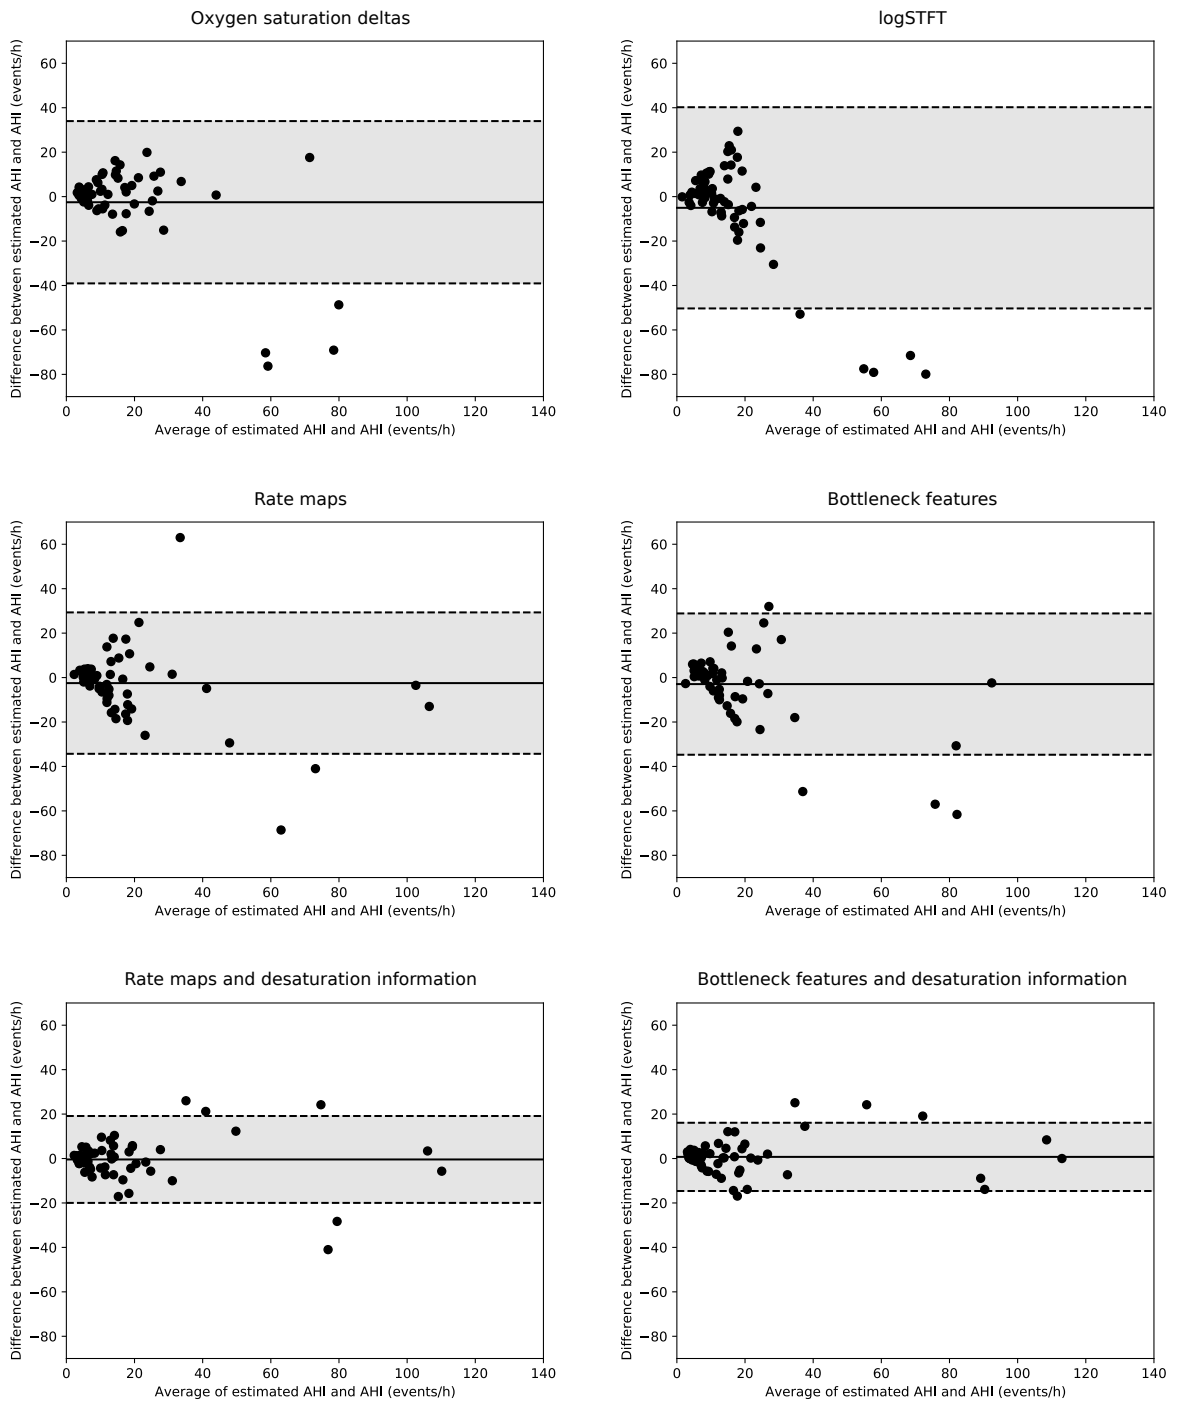 Oxygen saturation deltas
Difference between estimated AHI and AHI (events/h)
60
40
20
0
−20
−40
−60
−80
0 20 40 60 80 100 120 140
Average of estimated AHI and AHI (events/h)
logSTFT
Difference between estimated AHI and AHI (events/h)
60
40
20
0
−20
−40
−60
−80
0 20 40 60 80 100 120 140
Average of estimated AHI and AHI (events/h)
Rate maps
Difference between estimated AHI and AHI (events/h)
60
40
20
0
−20
−40
−60
−80
0 20 40 60 80 100 120 140
Average of estimated AHI and AHI (events/h)
Bottleneck features
Difference between estimated AHI and AHI (events/h)
60
40
20
0
−20
−40
−60
−80
0 20 40 60 80 100 120 140
Average of estimated AHI and AHI (events/h)
Rate maps and desaturation information
Difference between estimated AHI and AHI (events/h)
60
40
20
0
−20
−40
−60
−80
0 20 40 60 80 100 120 140
Average of estimated AHI and AHI (events/h)
Bottleneck features and desaturation information
Difference between estimated AHI and AHI (events/h)
60
40
20
0
−20
−40
−60
−80
0 20 40 60 80 100 120 140
Average of estimated AHI and AHI (events/h)